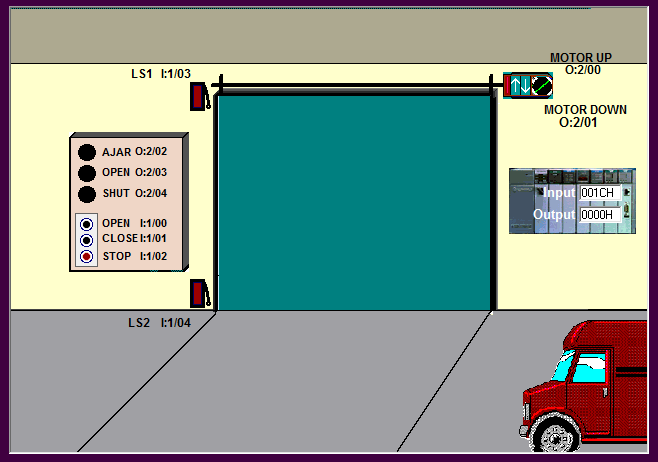 MOTOR UP
O:2/00
LS1 I:1/03
MOTOR DOWN
O:2/01
AJAR O:2/02
OPEN O:2/03
SHUT O:2/04
Input 001CH
Output 0000H
OPEN I:1/00
CLOSE I:1/01
STOP I:1/02
LS2 I:1/04